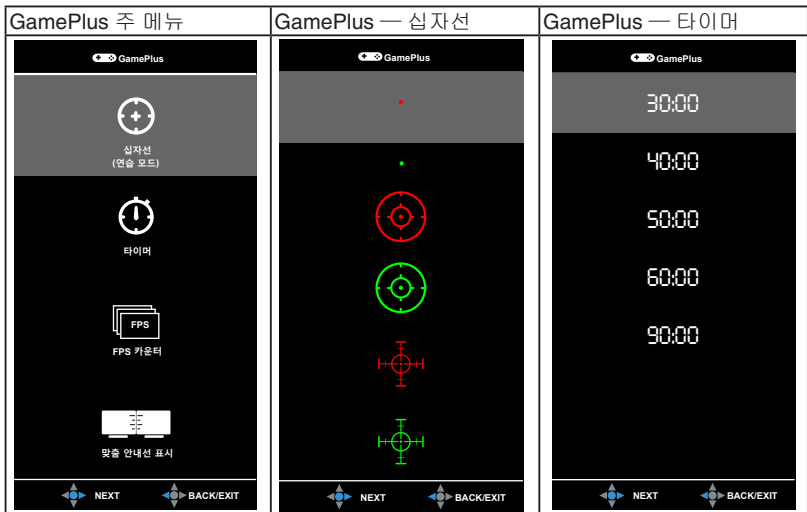 GamePlus 주 메뉴
GamePlus
십자선
(연습 모드)
타이머
FPS
FPS 카운터
맞춤 안내선 표시
NEXT BACK/EXIT
GamePlus — 십자선
GamePlus
NEXT BACK/EXIT
GamePlus — 타이머
GamePlus
30:00
40:00
50:00
60:00
90:00
NEXT BACK/EXIT